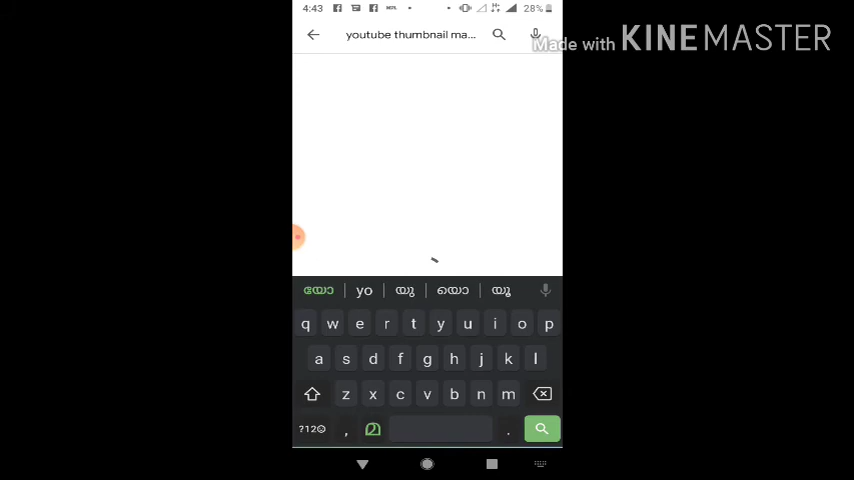 4:43 28%
youtube thumbnail ma...
Made with KINEMASTER
യോ yo യു യൊ യൂ
q w e r t y u i o p
a s d f g h j k l
z x c v b n m
?12☺ , മ .